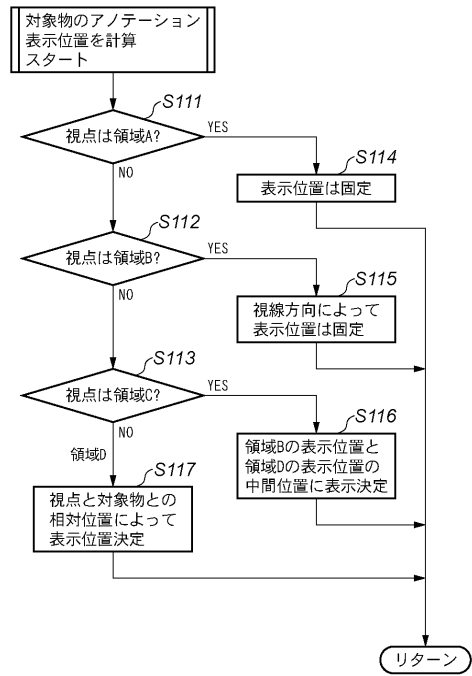 対象物のアノテーション
表示位置を計算
スタート
S111
視点は領域A?
YES
NO
S114
表示位置は固定
S112
視点は領域B?
YES
NO
S115
視線方向によって
表示位置は固定
S113
視点は領域C?
YES
NO
領域D
S116
領域Bの表示位置と
領域Dの表示位置の
中間位置に表示決定
S117
視点と対象物との
相対位置によって
表示位置決定
リターン